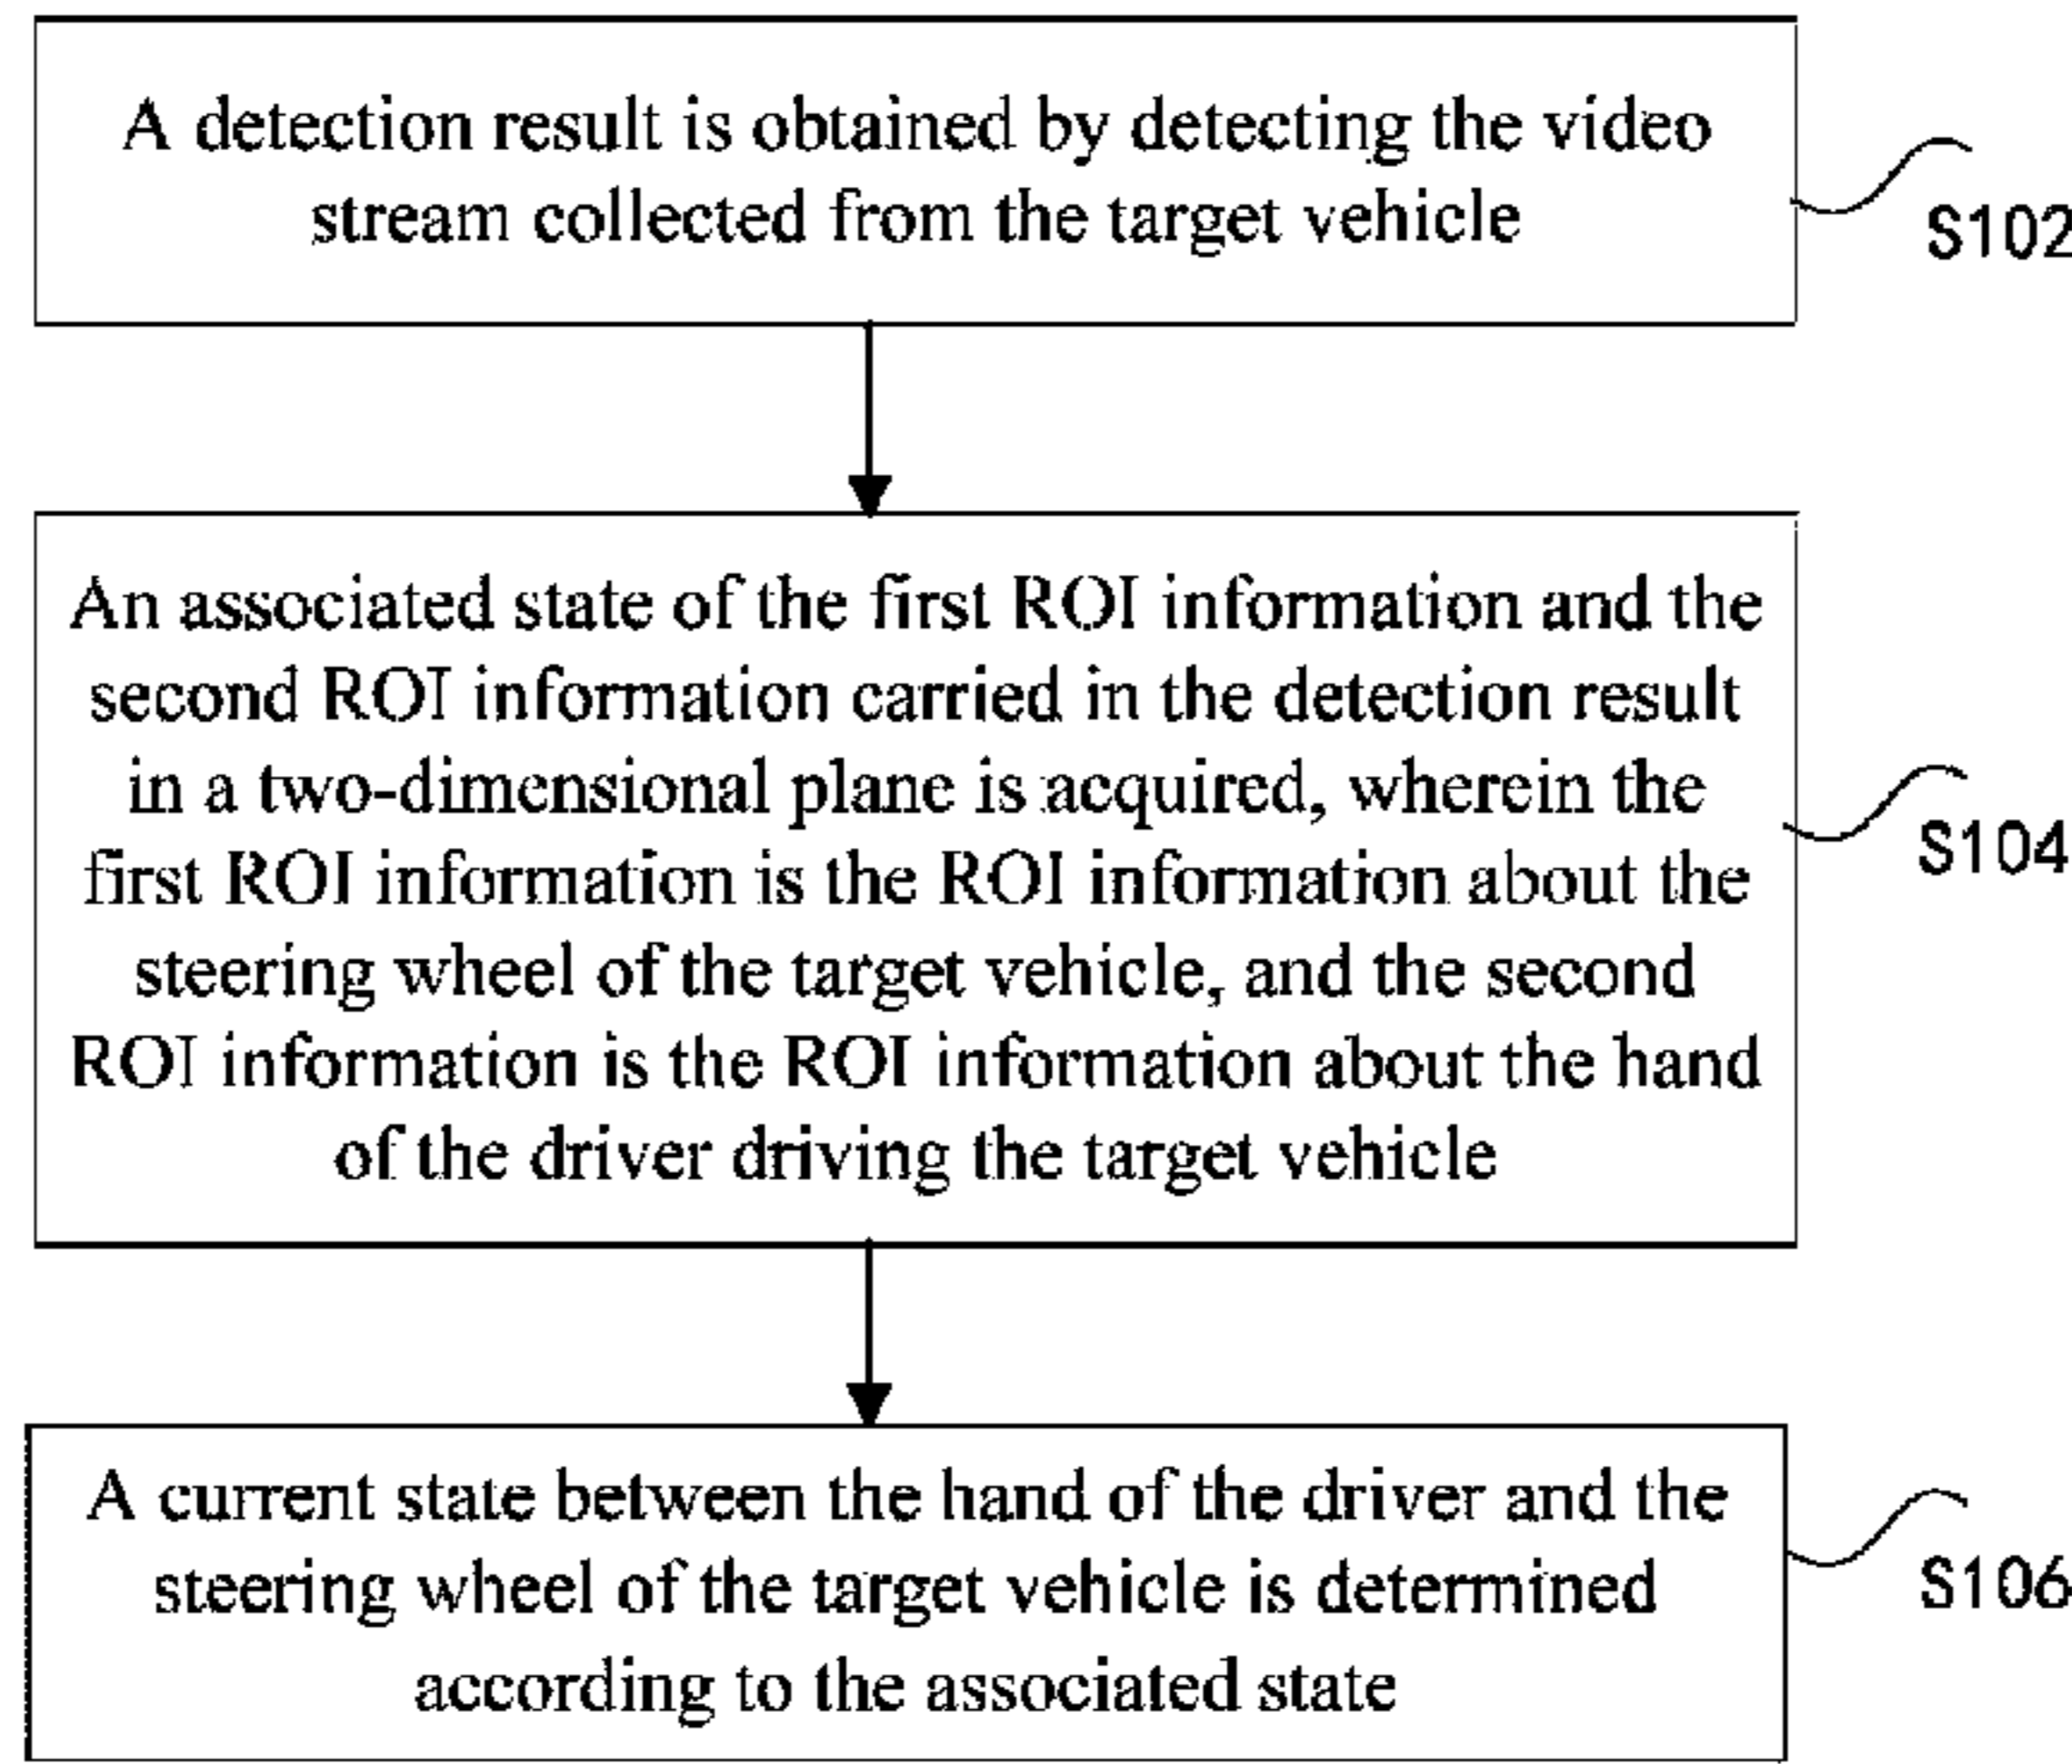 A detection result is obtained by detecting the video
stream collected from the target vehicle
S102
An associated state of the first ROI information and the
second ROI information carried in the detection result
in a two-dimensional plane is acquired, wherein the
first ROI information is the ROI information about the
steering wheel of the target vehicle, and the second
ROI information is the ROI information about the hand
of the driver driving the target vehicle
S104
A current state between the hand of the driver and the
steering wheel of the target vehicle is determined
according to the associated state
S106